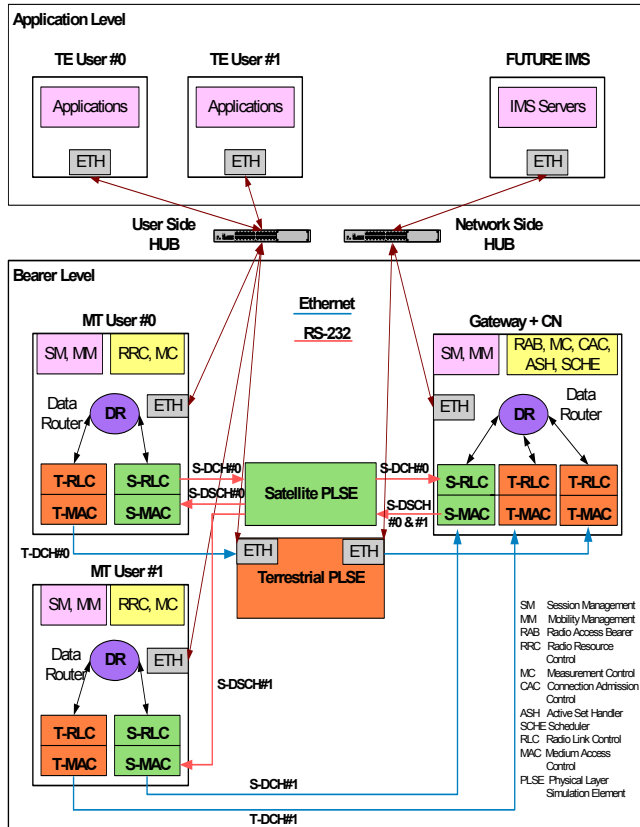 Application Level
TE User #0
TE User #1
FUTURE IMS
Applications
Applications
IMS Servers
ETH
ETH
ETH
User Side
HUB
Network Side
HUB
Bearer Level
Ethernet
RS-232
MT User #0
SM, MM
RRC, MC
Data
Router
DR
ETH
T-RLC
T-MAC
S-RLC
S-MAC
S-DCH#0
S-DSCH#0
T-DCH#0
Satellite PLSE
ETH
ETH
Terrestrial PLSE
S-DCH#0
S-DSCH
#0 & #1
Gateway + CN
SM, MM
RAB, MC, CAC,
ASH, SCHE
ETH
DR
Data
Router
S-RLC
S-MAC
T-RLC
T-MAC
T-RLC
T-MAC
MT User #1
SM, MM
RRC, MC
Data
Router
DR
ETH
T-RLC
T-MAC
S-RLC
S-MAC
S-DSCH#1
S-DCH#1
T-DCH#1
SM Session Management
MM Mobility Management
RAB Radio Access Bearer
RRC Radio Resource
Control
MC Measurement Control
CAC Connection Admission
Control
ASH Active Set Handler
SCHE Scheduler
RLC Radio Link Control
MAC Medium Access
Control
PLSE Physical Layer
Simulation Element